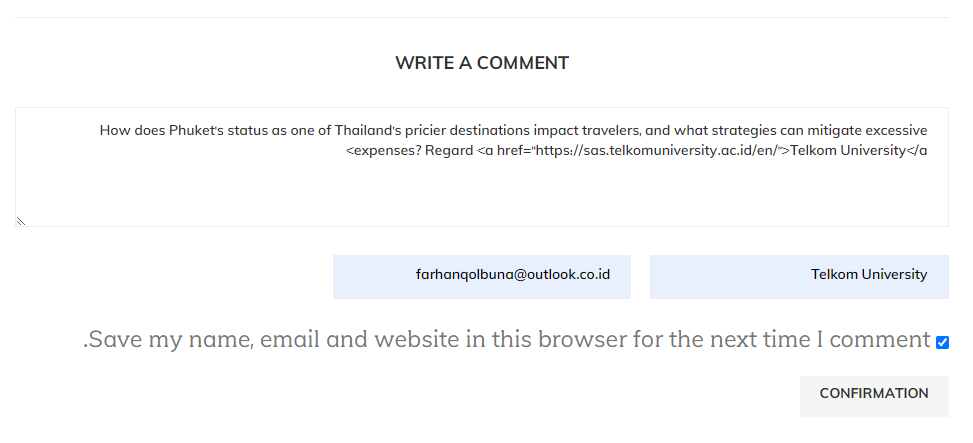 WRITE A COMMENT
How does Phuket's status as one of Thailand's pricier destinations impact travelers, and what strategies can mitigate excessive
<expenses? Regard <a href="https://sas.telkomuniversity.ac.id/en/">Telkom University</a
farhanqolbuna@outlook.co.id
Telkom University
.Save my name, email and website in this browser for the next time I comment
CONFIRMATION